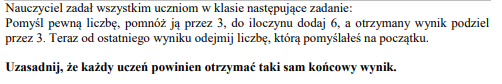 Nauczyciel zadał wszystkim uczniom w klasie następujące zadanie:
Pomyśl pewną liczbę, pomnóż ją przez 3, do iloczynu dodaj 6, a otrzymany wynik podziel
przez 3. Teraz od ostatniego wyniku odejmij liczbę, którą pomyślałeś na początku.
Uzasadnij, że każdy uczeń powinien otrzymać taki sam końcowy wynik.